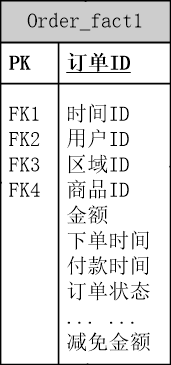 Order_fact1
PK 订单ID
FK1 时间ID
FK2 用户ID
FK3 区域ID
FK4 商品ID
金额
下单时间
付款时间
订单状态
... ...
减免金额